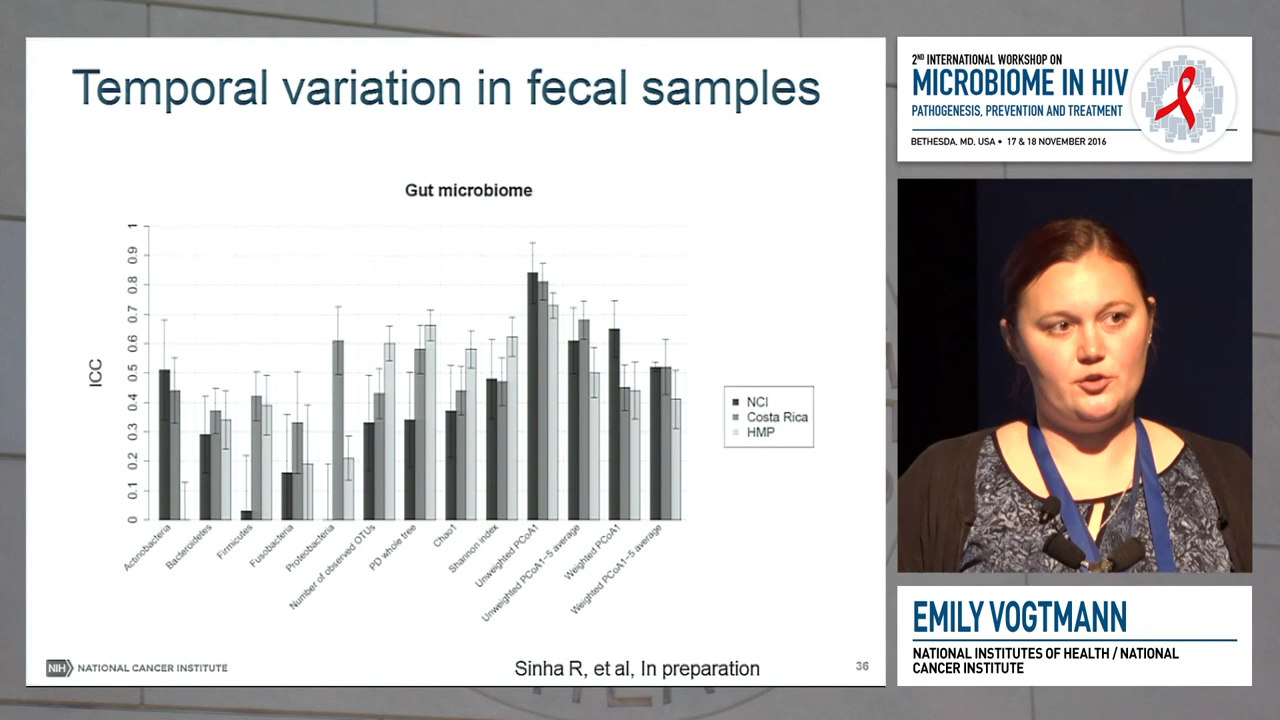 Temporal variation in fecal samples
Gut microbiome
ICC
1
0.9
0.8
0.7
0.6
0.5
0.4
0.3
0.2
0.1
0
Actinobacteria
Bacteroidetes
Firmicutes
Fusobacteria
Proteobacteria
Number of observed OTUs
PD whole tree
Chao1
Shannon index
Unweighted PCoA1
Unweighted PCoA1-5 average
Weighted PCoA1
Weighted PCoA1-5 average
NCI
Costa Rica
HMP
NIH NATIONAL CANCER INSTITUTE
Sinha R, et al, In preparation
36
2ND INTERNATIONAL WORKSHOP ON
MICROBIOME IN HIV
PATHOGENESIS, PREVENTION AND TREATMENT
BETHESDA, MD, USA • 17 & 18 NOVEMBER 2016
EMILY VOGTMANN
NATIONAL INSTITUTES OF HEALTH / NATIONAL
CANCER INSTITUTE